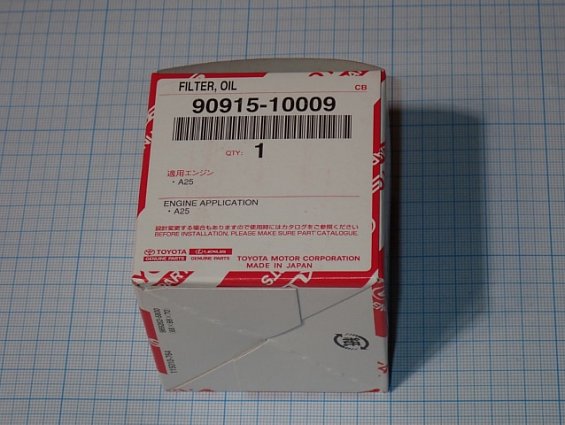 FILTER, OIL
CB
90915-10009
QTY: 1
適用エンジン
・A25
ENGINE APPLICATION
・A25
設計変更する場合もありますので使用時にはカタログをご参照ください
BEFORE INSTALLATION, PLEASE MAKE SURE PART CATALOGUE.
TOYOTA
GENUINE PARTS
LEXUS
GENUINE PARTS
TOYOTA MOTOR CORPORATION
MADE IN JAPAN
紙